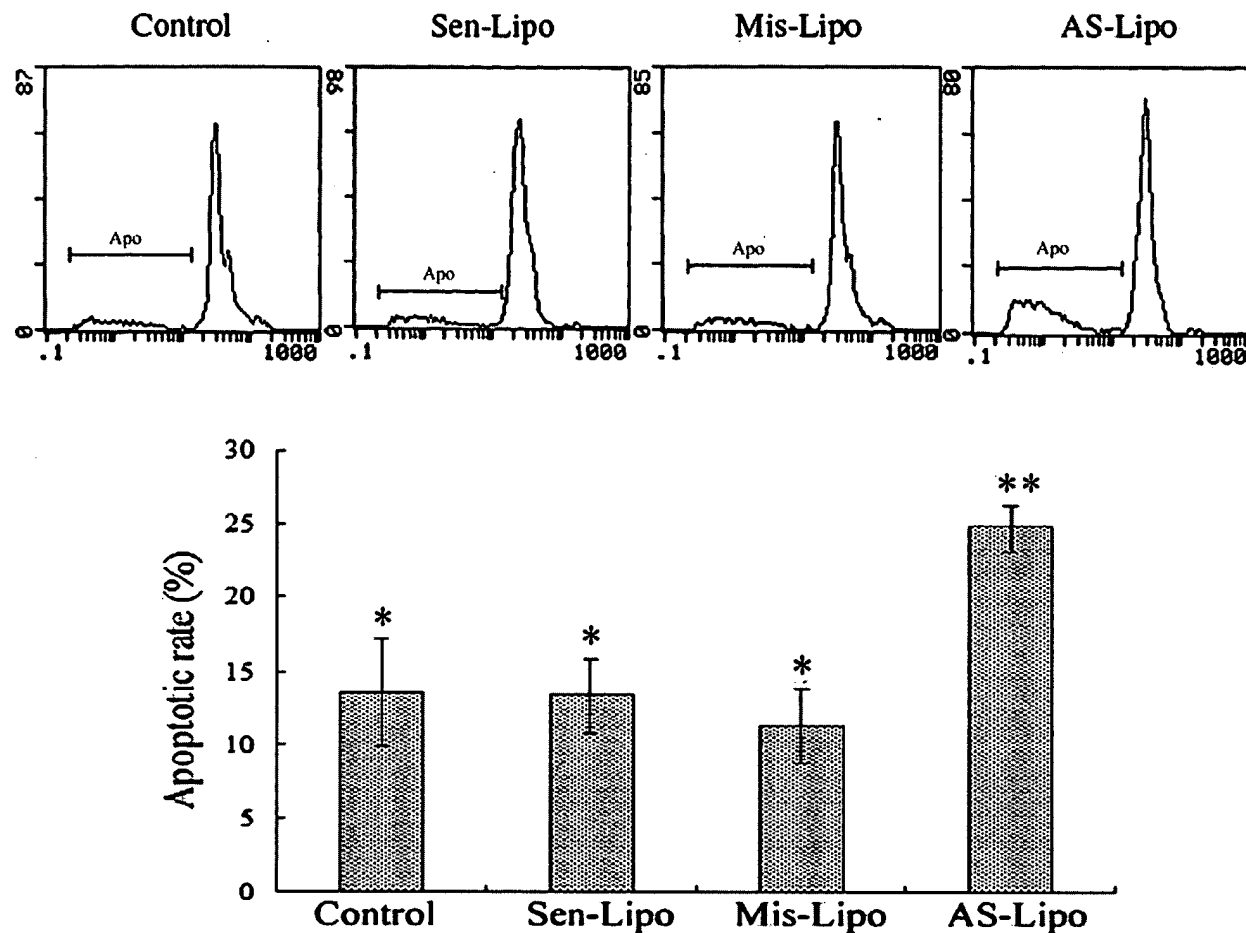 Control Sen-Lipo Mis-Lipo AS-Lipo
87 98 85 80
Apo Apo Apo Apo
0 0 0 0
.1 1000 .1 1000 .1 1000 .1 1000
30
25
20
15
10
5
0
Apoptotic rate (%)
* * * **
Control Sen-Lipo Mis-Lipo AS-Lipo